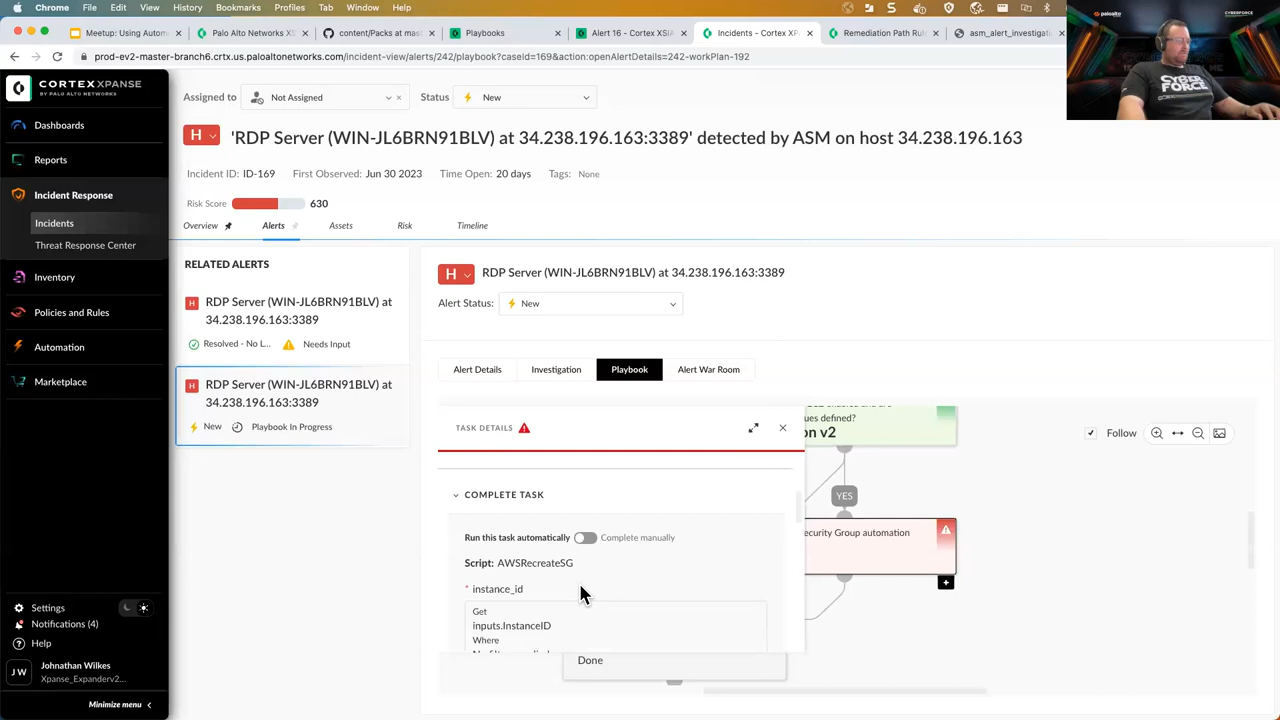 Chrome File Edit View History Bookmarks Profiles Tab Window Help
Meetup: Using Autom
Palo Alto Networks XS
content/Packs at mas
Playbooks
Alert 16 - Cortex XSIA
Incidents - Cortex XP
Remediation Path Rul
asm_alert_investiga
prod-ev2-master-branch6.crtx.us.paloaltonetworks.com/incident-view/alerts/242/playbook?caseId=169&action:openAlertDetails=242-workPlan-192
paloalto
CYBERFORCE
CYBER
FORCE
CORTEX XPANSE
BY PALO ALTO NETWORKS
Dashboards
Reports
Incident Response
Incidents
Threat Response Center
Inventory
Policies and Rules
Automation
Marketplace
Settings
Notifications (4)
Help
JW
Johnathan Wilkes
Xpanse_Expanderv2...
Minimize menu
Assigned to Not Assigned Status New
H 'RDP Server (WIN-JL6BRN91BLV) at 34.238.196.163:3389' detected by ASM on host 34.238.196.163
Incident ID: ID-169 First Observed: Jun 30 2023 Time Open: 20 days Tags: None
Risk Score 630
Overview Alerts Assets Risk Timeline
RELATED ALERTS
H RDP Server (WIN-JL6BRN91BLV) at
34.238.196.163:3389
Resolved - No L... Needs Input
H RDP Server (WIN-JL6BRN91BLV) at
34.238.196.163:3389
New Playbook In Progress
H RDP Server (WIN-JL6BRN91BLV) at 34.238.196.163:3389
Alert Status: New
Alert Details Investigation Playbook Alert War Room
TASK DETAILS
COMPLETE TASK
Run this task automatically Complete manually
Script: AWSRecreateSG
* instance_id
Get
inputs.InstanceID
Where
Done
ues defined?
on v2
YES
ecurity Group automation
Follow